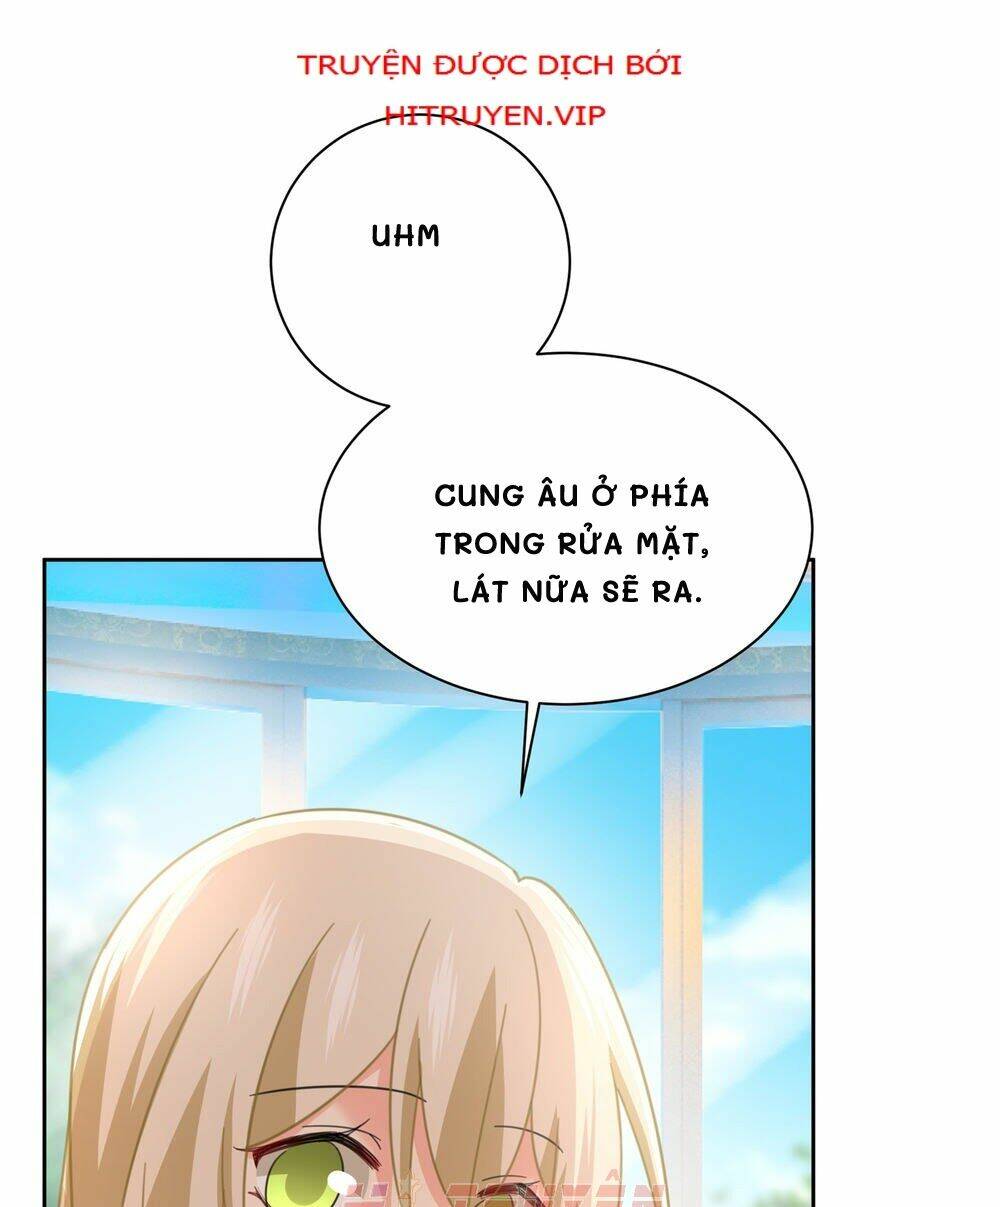 TRUYỆN ĐƯỢC DỊCH BỞI
HITRUYEN.VIP
UHM
CUNG ÂU Ở PHÍA
TRONG RỬA MẶT,
LÁT NỮA SẼ RA.